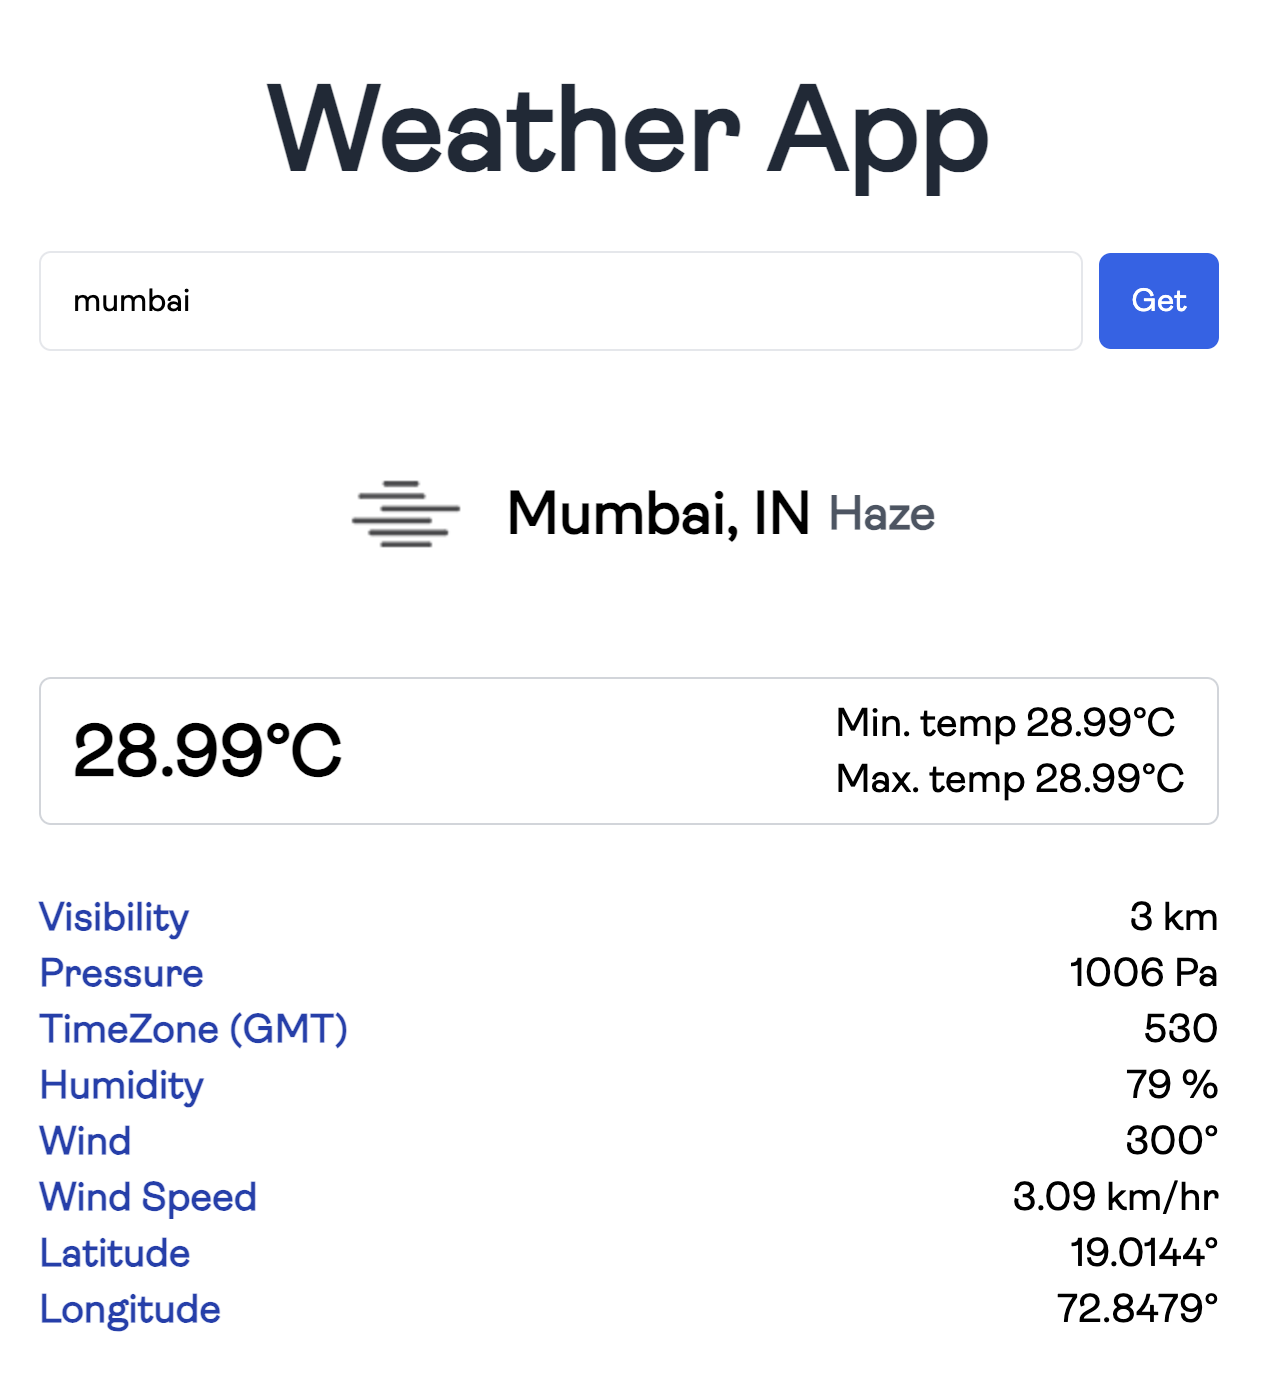 Weather App
mumbai
Get
Mumbai, IN Haze
28.99°C
Min. temp 28.99°C
Max. temp 28.99°C
Visibility 3 km
Pressure 1006 Pa
TimeZone (GMT) 530
Humidity 79 %
Wind 300°
Wind Speed 3.09 km/hr
Latitude 19.0144°
Longitude 72.8479°